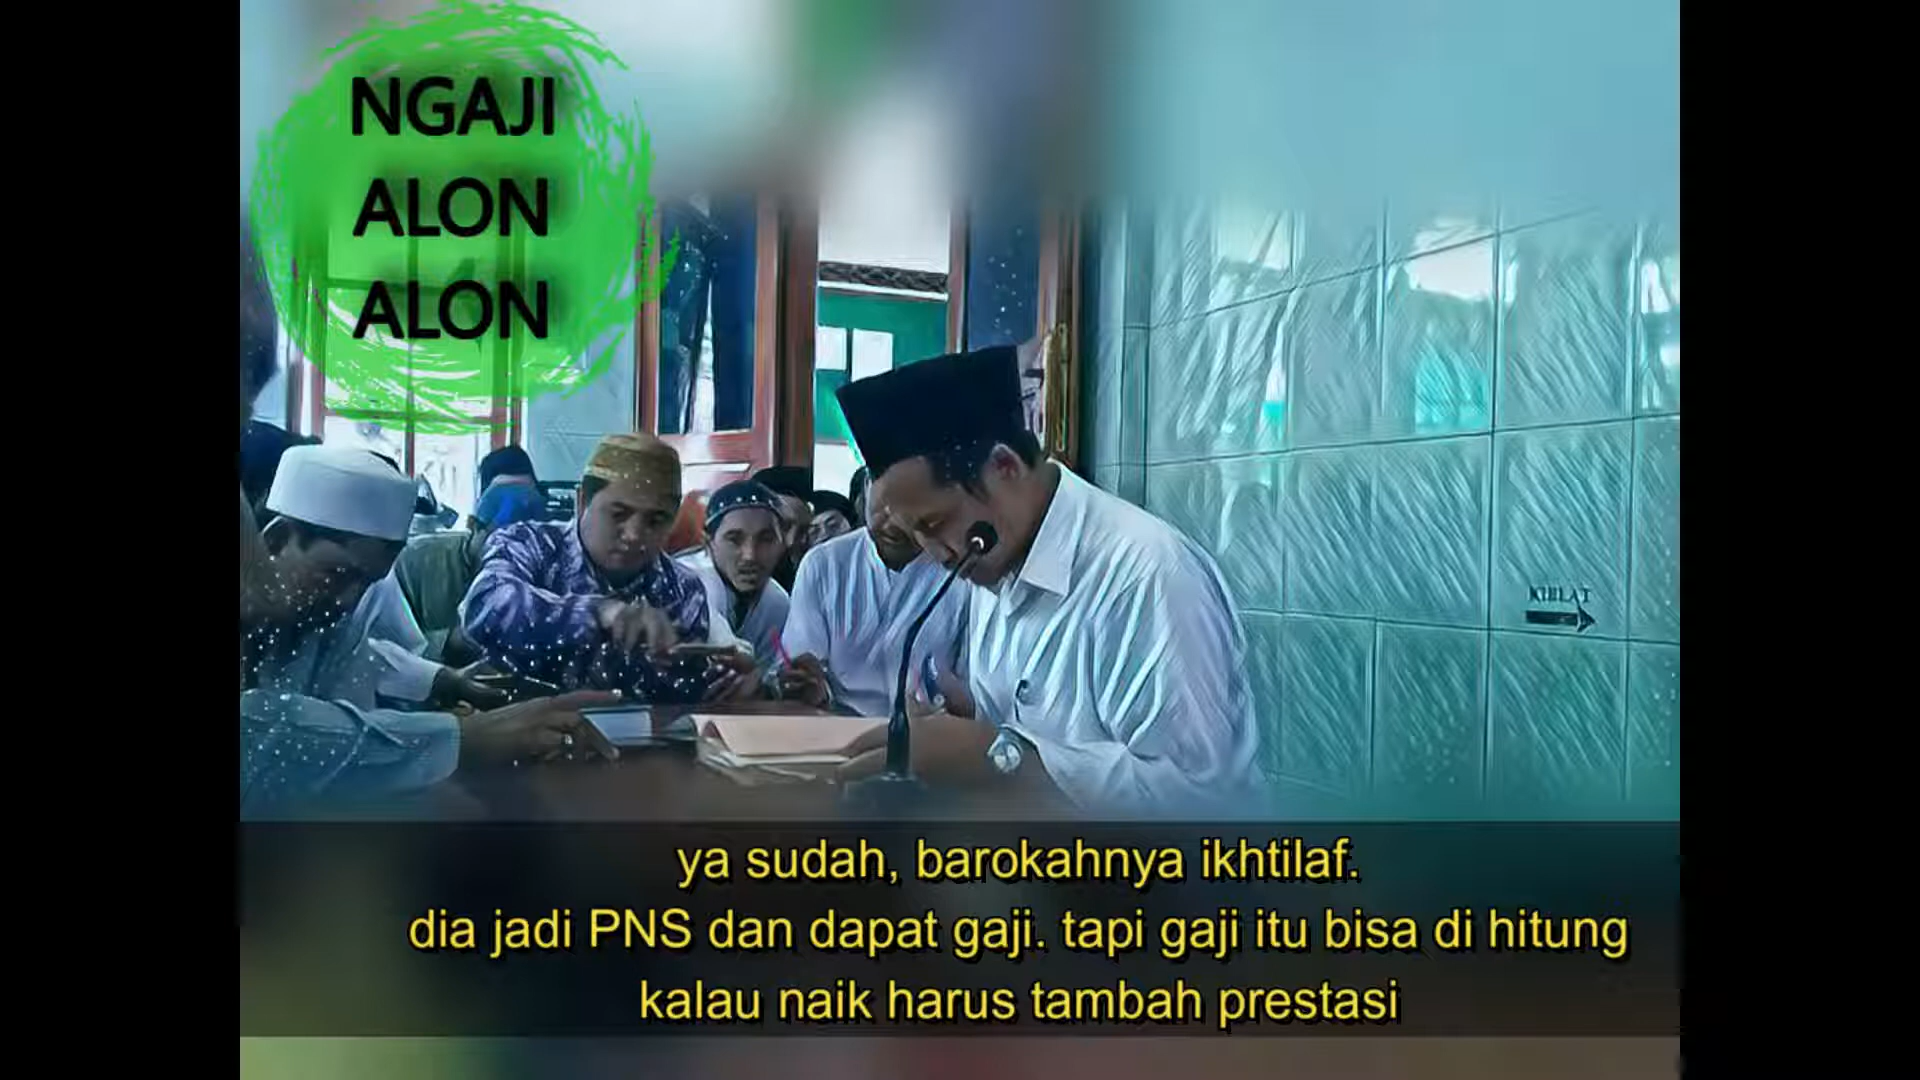 NGAJI
ALON
ALON
KIBLAT
ya sudah, barokahnya ikhtilaf.
dia jadi PNS dan dapat gaji. tapi gaji itu bisa di hitung
kalau naik harus tambah prestasi